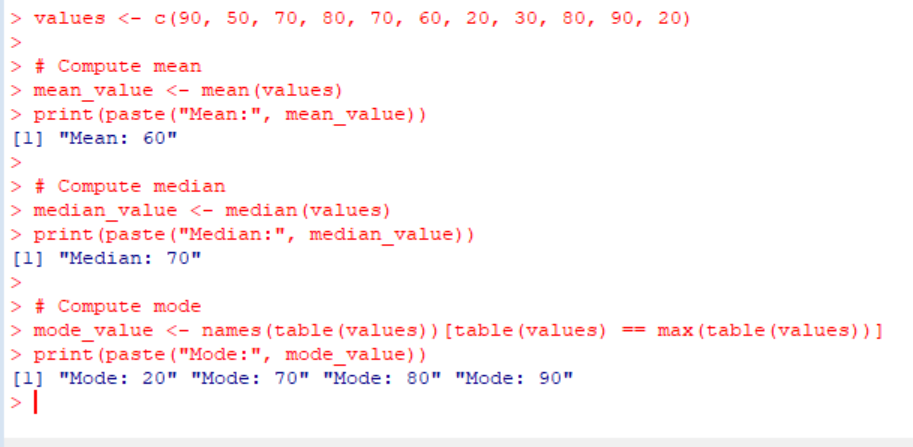 > values <- c(90, 50, 70, 80, 70, 60, 20, 30, 80, 90, 20)
>
> # Compute mean
> mean_value <- mean(values)
> print(paste("Mean:", mean_value))
[1] "Mean: 60"
>
> # Compute median
> median_value <- median(values)
> print(paste("Median:", median_value))
[1] "Median: 70"
>
> # Compute mode
> mode_value <- names(table(values))[table(values) == max(table(values))]
> print(paste("Mode:", mode_value))
[1] "Mode: 20" "Mode: 70" "Mode: 80" "Mode: 90"
>